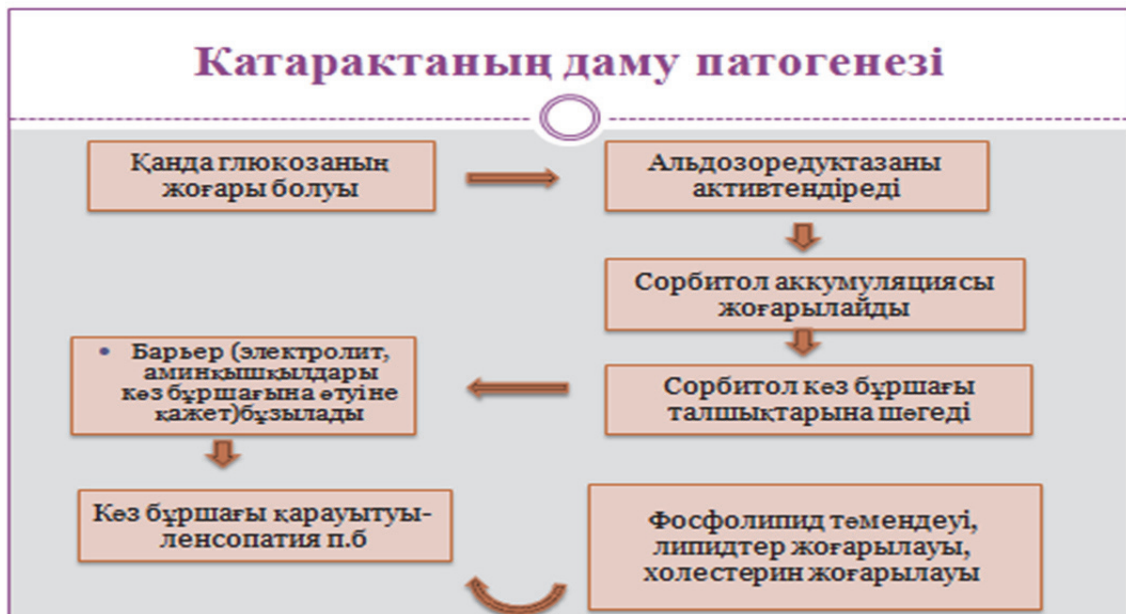 Катарактаның даму патогенезі
Қанда глюкозаның
жоғары болуы
Альдозоредуктазаны
активтендіреді
Сорбитол аккумуляциясы
жоғарылайды
Сорбитол көз бұршағы
талшықтарына шөгеді
• Барьер (электролит,
аминқышқылдары
көз бұршағына өтуіне
қажет)бұзылады
Көз бұршағы қарауытуы-
ленсопатия п.б
Фосфолипид төмендеуі,
липидтер жоғарылауы,
холестерин жоғарылауы